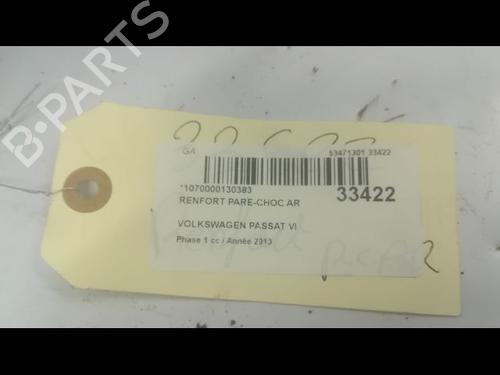 B-PARTS
GA 53471301 33422
*1070000130383
33422
RENFORT PARE-CHOC AR
VOLKSWAGEN PASSAT VI
Phase 1 cc / Année 2013